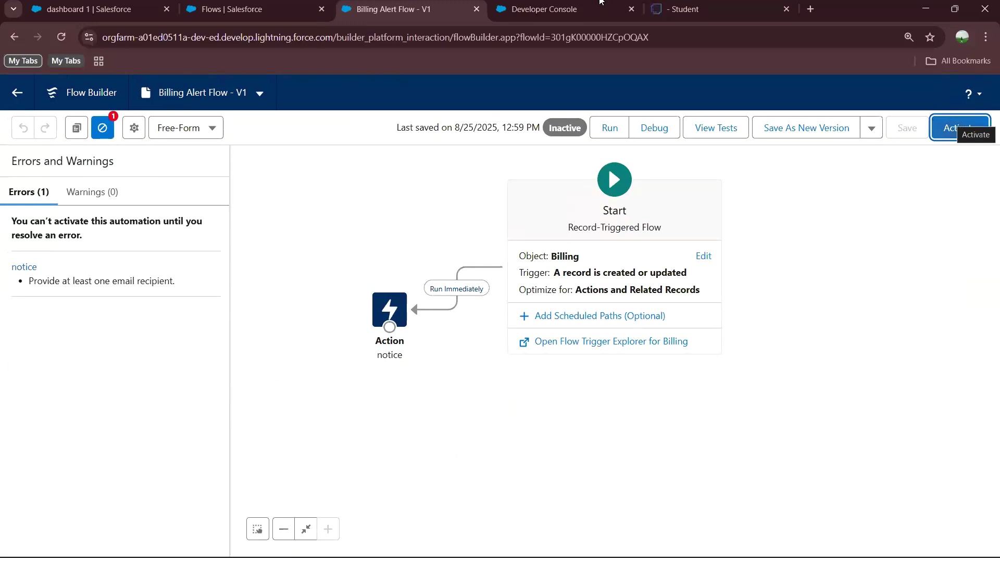 dashboard 1 | Salesforce
Flows | Salesforce
Billing Alert Flow - V1
Developer Console
- Student
orgfarm-a01ed0511a-dev-ed.develop.lightning.force.com/builder_platform_interaction/flowBuilder.app?flowId=301gK00000HZCpOQAX
My Tabs
My Tabs
All Bookmarks
Flow Builder
Billing Alert Flow - V1
?
1
Free-Form
Last saved on 8/25/2025, 12:59 PM
Inactive
Run
Debug
View Tests
Save As New Version
Save
Activate
Errors and Warnings
Errors (1)
Warnings (0)
You can't activate this automation until you
resolve an error.
notice
• Provide at least one email recipient.
Start
Record-Triggered Flow
Object: Billing
Edit
Trigger: A record is created or updated
Optimize for: Actions and Related Records
Run Immediately
Add Scheduled Paths (Optional)
Open Flow Trigger Explorer for Billing
Action
notice